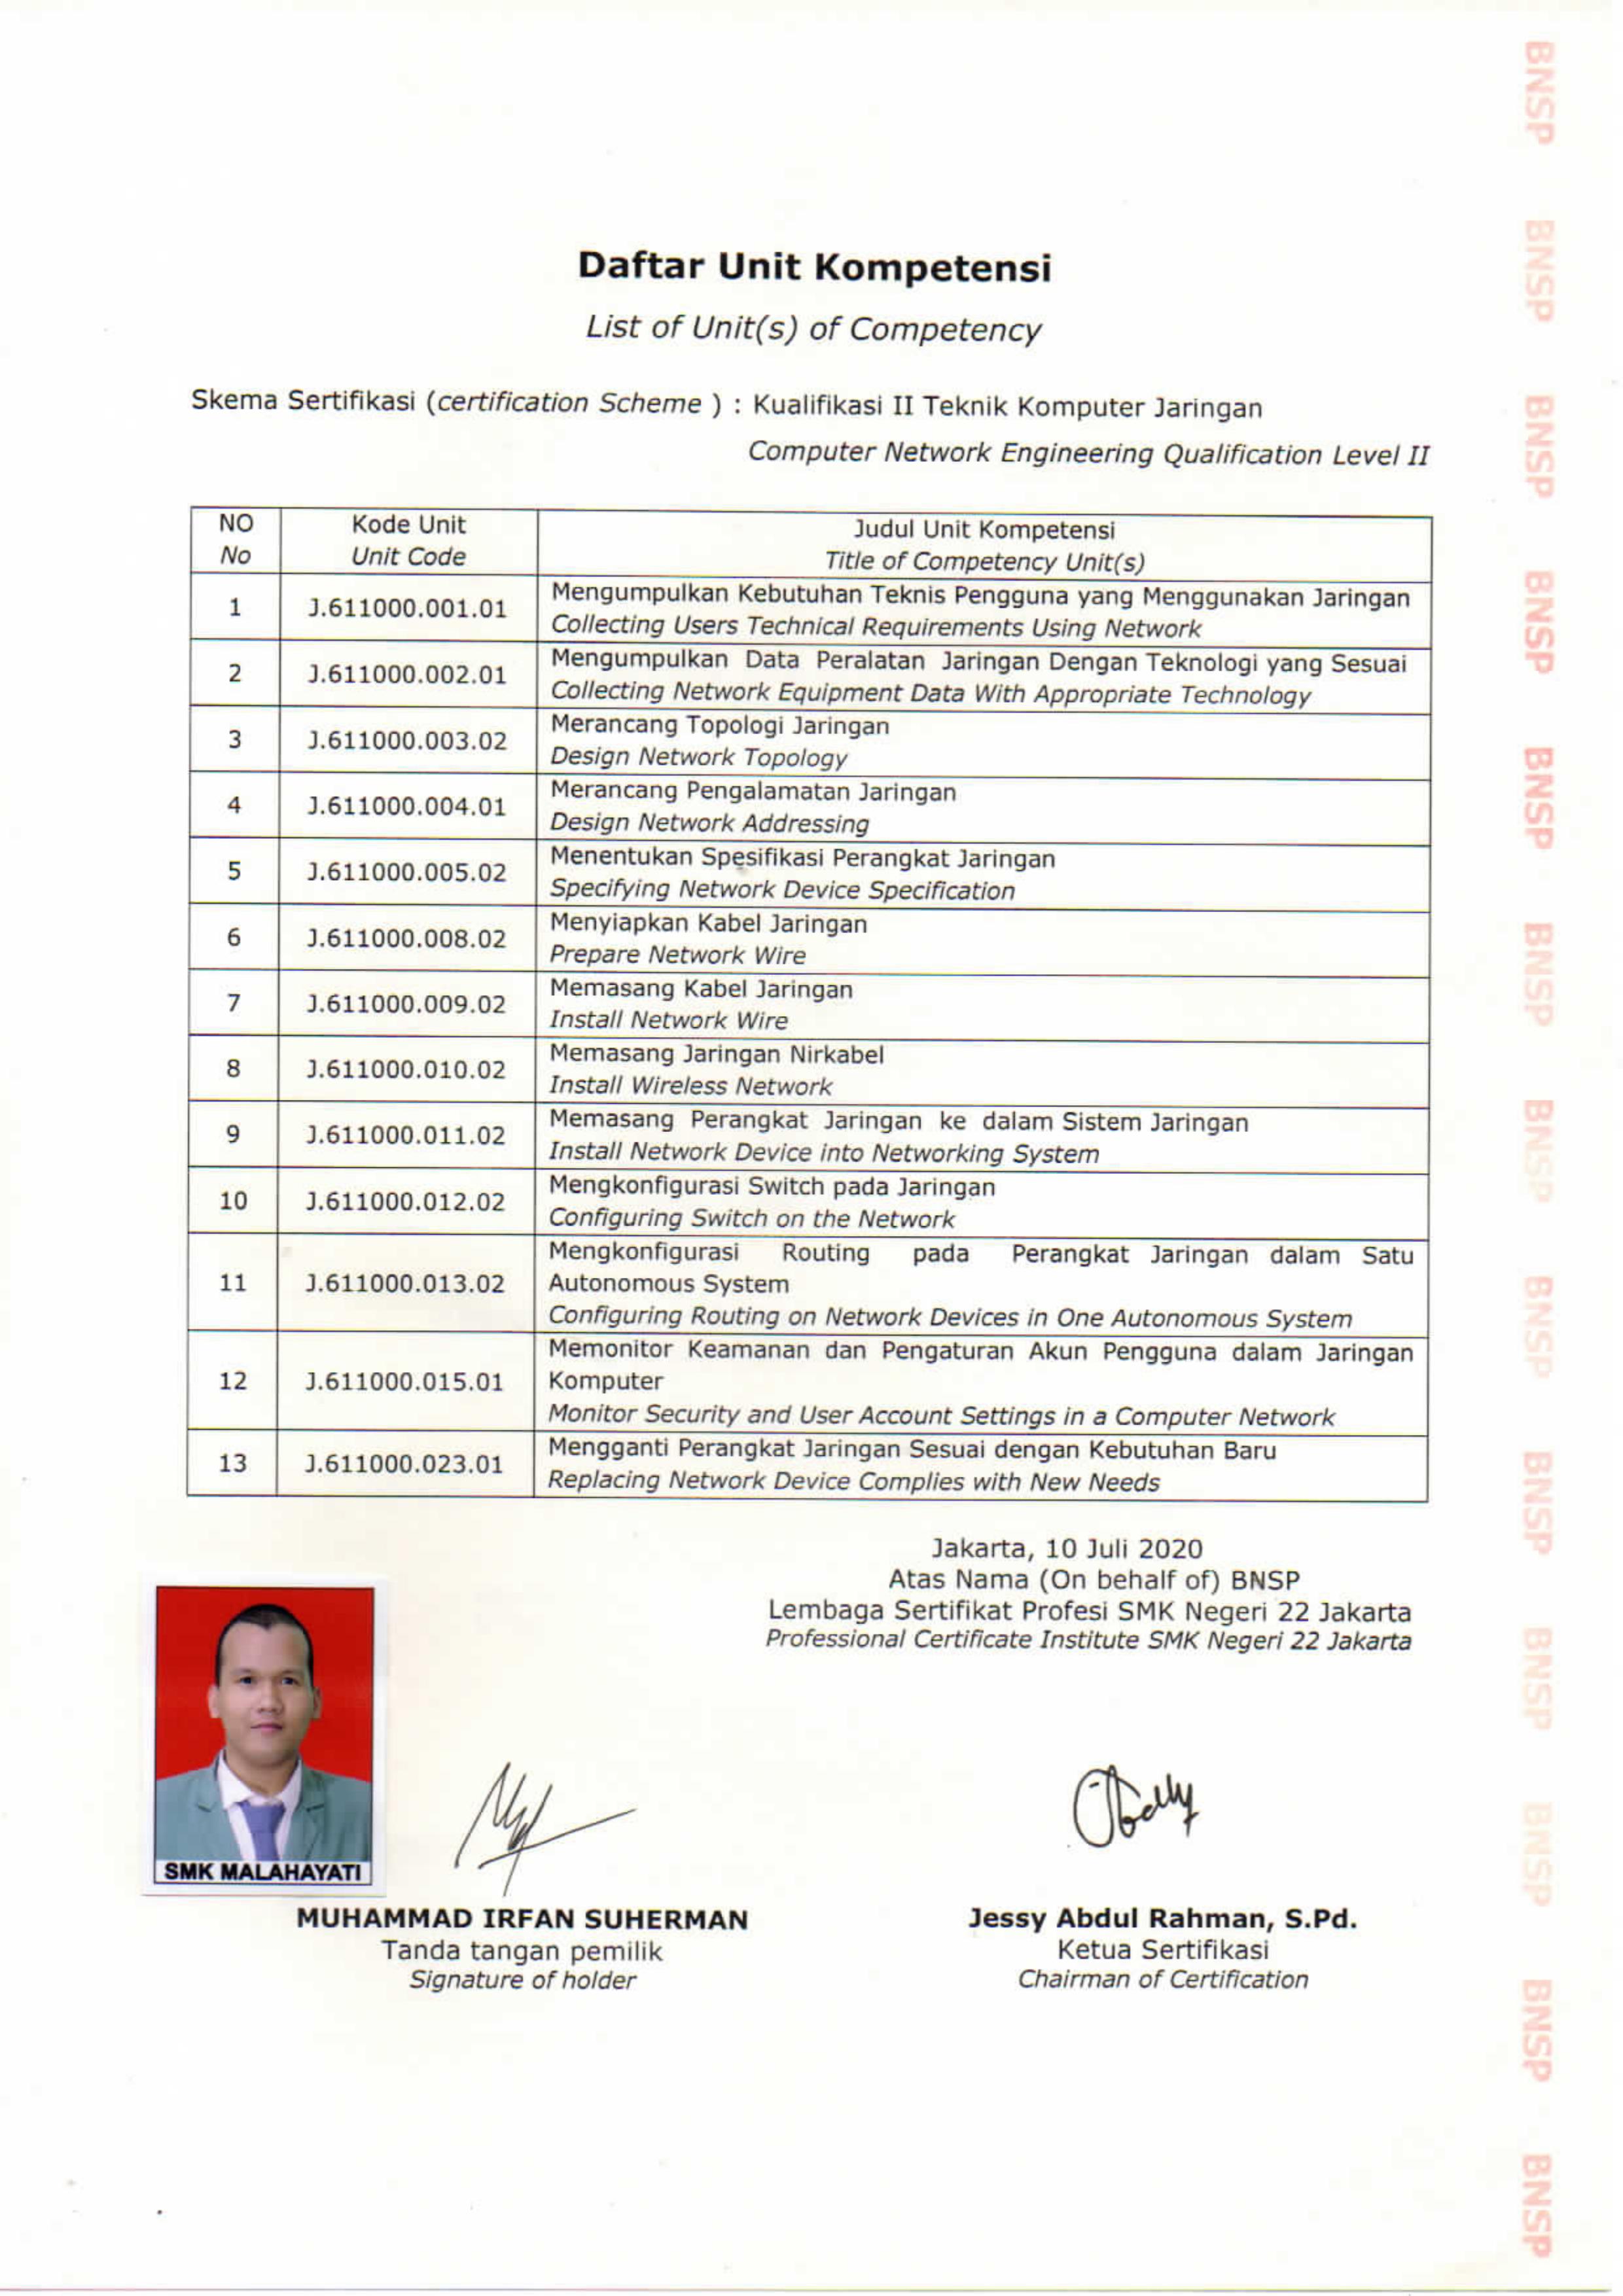 Daftar Unit Kompetensi
List of Unit(s) of Competency
Skema Sertifikasi (certification Scheme ) : Kualifikasi II Teknik Komputer Jaringan
Computer Network Engineering Qualification Level II
NO Kode Unit Judul Unit Kompetensi
No Unit Code Title of Competency Unit(s)
1 J.611000.001.01 Mengumpulkan Kebutuhan Teknis Pengguna yang Menggunakan Jaringan
Collecting Users Technical Requirements Using Network
2 J.611000.002.01 Mengumpulkan Data Peralatan Jaringan Dengan Teknologi yang Sesuai
Collecting Network Equipment Data With Appropriate Technology
3 J.611000.003.02 Merancang Topologi Jaringan
Design Network Topology
4 J.611000.004.01 Merancang Pengalamatan Jaringan
Design Network Addressing
5 J.611000.005.02 Menentukan Spesifikasi Perangkat Jaringan
Specifying Network Device Specification
6 J.611000.008.02 Menyiapkan Kabel Jaringan
Prepare Network Wire
7 J.611000.009.02 Memasang Kabel Jaringan
Install Network Wire
8 J.611000.010.02 Memasang Jaringan Nirkabel
Install Wireless Network
9 J.611000.011.02 Memasang Perangkat Jaringan ke dalam Sistem Jaringan
Install Network Device into Networking System
10 J.611000.012.02 Mengkonfigurasi Switch pada Jaringan
Configuring Switch on the Network
11 J.611000.013.02 Mengkonfigurasi Routing pada Perangkat Jaringan dalam Satu
Autonomous System
Configuring Routing on Network Devices in One Autonomous System
12 J.611000.015.01 Memonitor Keamanan dan Pengaturan Akun Pengguna dalam Jaringan
Komputer
Monitor Security and User Account Settings in a Computer Network
13 J.611000.023.01 Mengganti Perangkat Jaringan Sesuai dengan Kebutuhan Baru
Replacing Network Device Complies with New Needs
Jakarta, 10 Juli 2020
Atas Nama (On behalf of) BNSP
Lembaga Sertifikat Profesi SMK Negeri 22 Jakarta
Professional Certificate Institute SMK Negeri 22 Jakarta
SMK MALAHAYATI
MUHAMMAD IRFAN SUHERMAN
Tanda tangan pemilik
Signature of holder
Jessy Abdul Rahman, S.Pd.
Ketua Sertifikasi
Chairman of Certification
BNSP BNSP BNSP BNSP BNSP BNSP BNSP BNSP BNSP BNSP BNSP BNSP BNSP